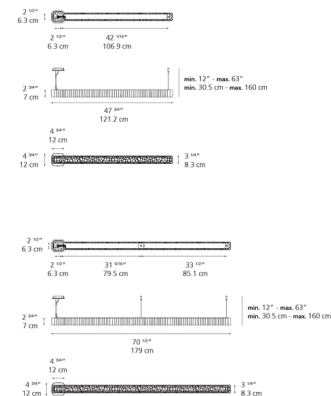 2 1/2"
6.3 cm
2 1/2" 42 1/16"
6.3 cm 106.9 cm
min. 12" - max. 63"
min. 30.5 cm - max. 160 cm
2 3/4"
7 cm
47 3/4"
121.2 cm
4 3/4"
12 cm
4 3/4" 3 1/4"
12 cm 8.3 cm
2 1/2"
6.3 cm
2 1/2" 31 5/16" 33 1/2"
6.3 cm 79.5 cm 85.1 cm
min. 12" - max. 63"
min. 30.5 cm - max. 160 cm
2 3/4"
7 cm
70 1/2"
179 cm
4 3/4"
12 cm
4 3/4" 3 1/4"
12 cm 8.3 cm